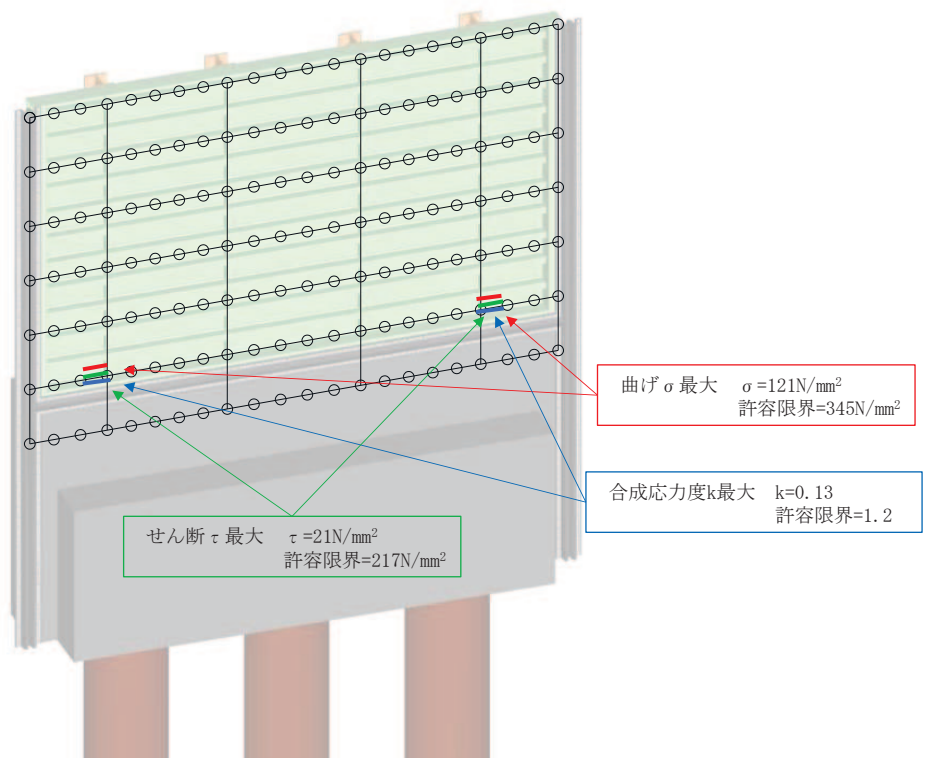 曲げσ最大　σ=121N/mm²
許容限界=345N/mm²
合成応力度k最大　k=0.13
許容限界=1.2
せん断τ最大　τ=21N/mm²
許容限界=217N/mm²